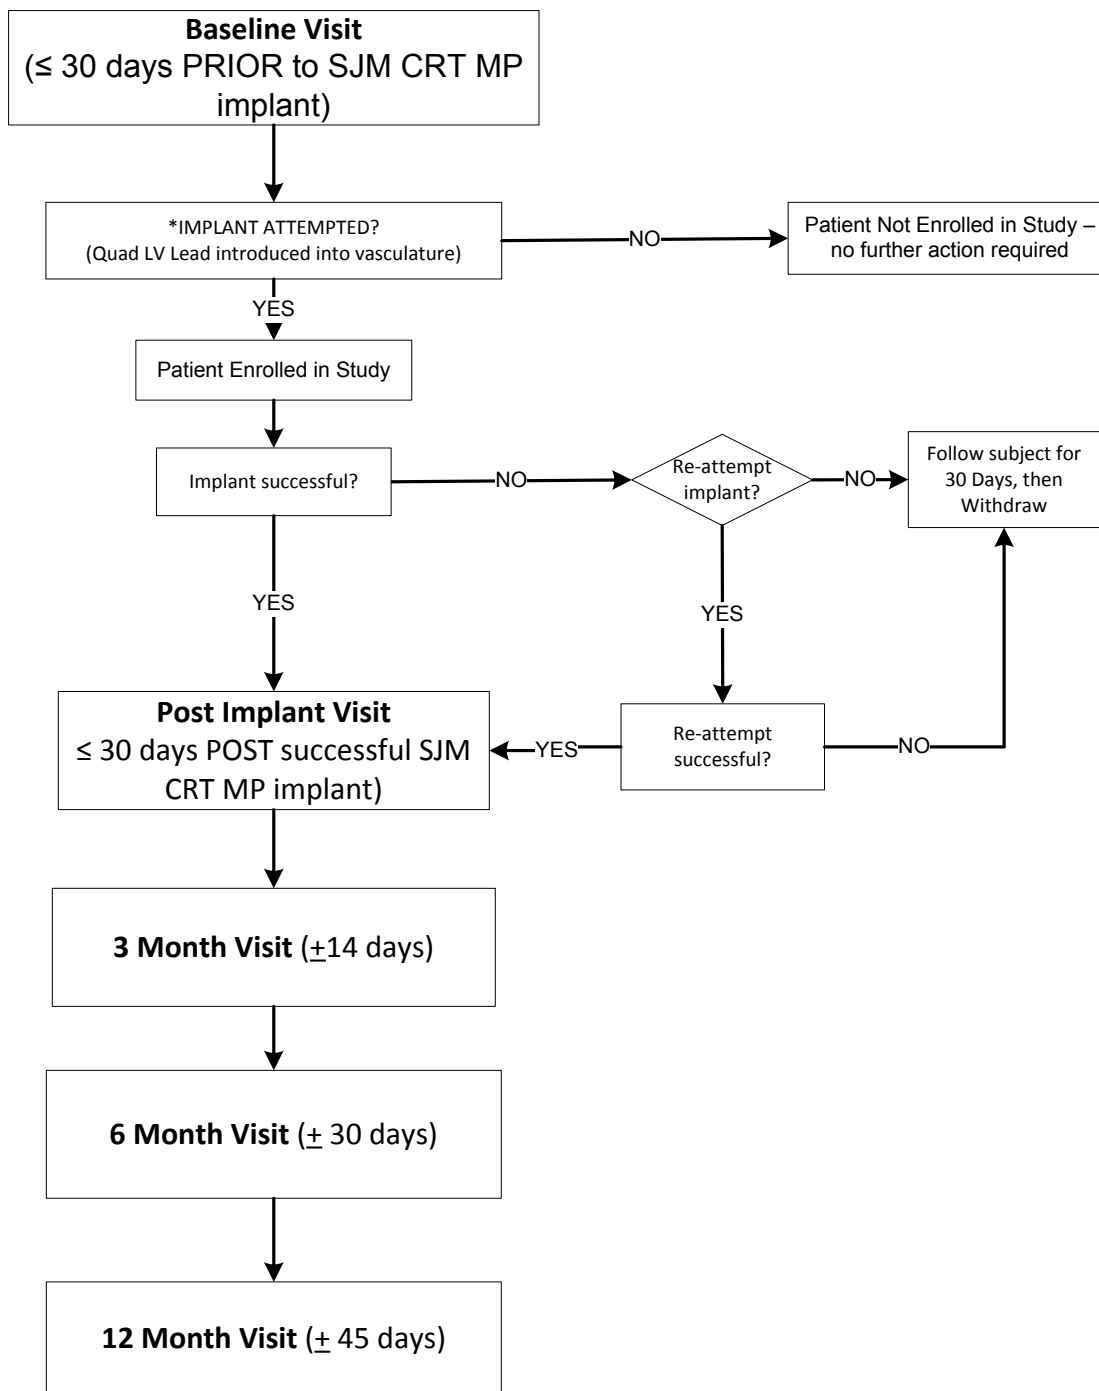 Baseline Visit
(≤ 30 days PRIOR to SJM CRT MP
implant)
*IMPLANT ATTEMPTED?
(Quad LV Lead introduced into vasculature)
NO
Patient Not Enrolled in Study –
no further action required
YES
Patient Enrolled in Study
Implant successful?
NO
Re-attempt
implant?
NO
Follow subject for
30 Days, then
Withdraw
YES
YES
Post Implant Visit
≤ 30 days POST successful SJM
CRT MP implant)
YES
Re-attempt
successful?
NO
3 Month Visit (±14 days)
6 Month Visit (± 30 days)
12 Month Visit (± 45 days)